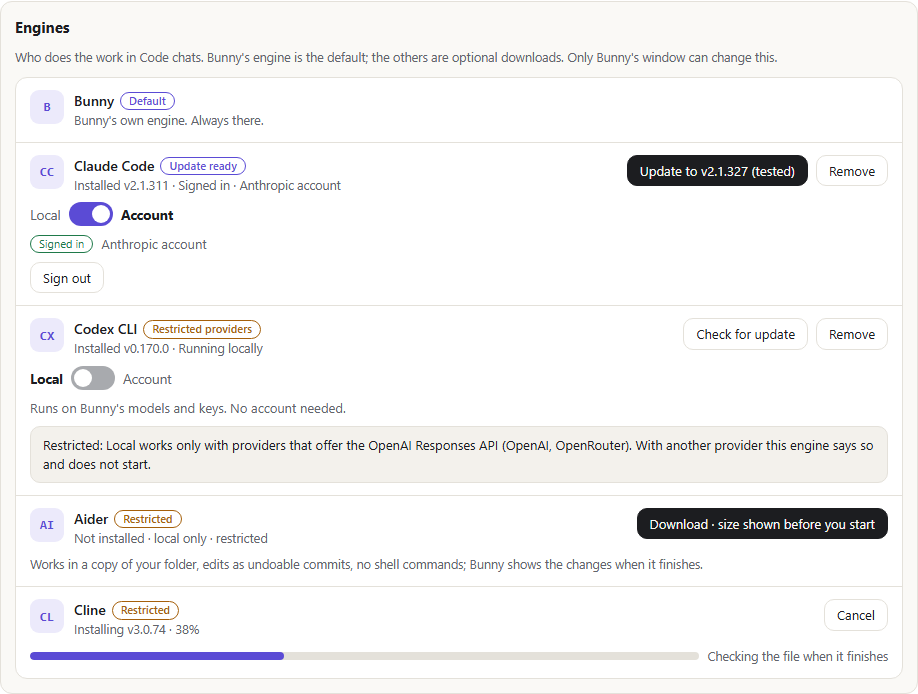 Engines
Who does the work in Code chats. Bunny's engine is the default; the others are optional downloads. Only Bunny's window can change this.
B
Bunny Default
Bunny's own engine. Always there.
CC
Claude Code Update ready
Installed v2.1.311 · Signed in · Anthropic account
Update to v2.1.327 (tested) Remove
Local Account
Signed in Anthropic account
Sign out
CX
Codex CLI Restricted providers
Installed v0.170.0 · Running locally
Check for update Remove
Local Account
Runs on Bunny's models and keys. No account needed.
Restricted: Local works only with providers that offer the OpenAI Responses API (OpenAI, OpenRouter). With another provider this engine says so
and does not start.
AI
Aider Restricted
Not installed · local only · restricted
Download · size shown before you start
Works in a copy of your folder, edits as undoable commits, no shell commands; Bunny shows the changes when it finishes.
CL
Cline Restricted
Installing v3.0.74 · 38%
Cancel
Checking the file when it finishes